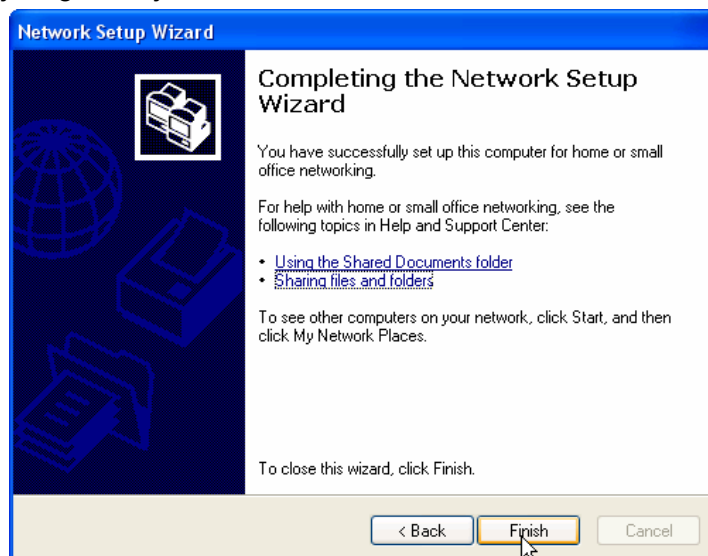 Network Setup Wizard
Completing the Network Setup
Wizard
You have successfully set up this computer for home or small
office networking.
For help with home or small office networking, see the
following topics in Help and Support Center:
• Using the Shared Documents folder
• Sharing files and folders
To see other computers on your network, click Start, and then
click My Network Places.
To close this wizard, click Finish.
< Back
Finish
Cancel